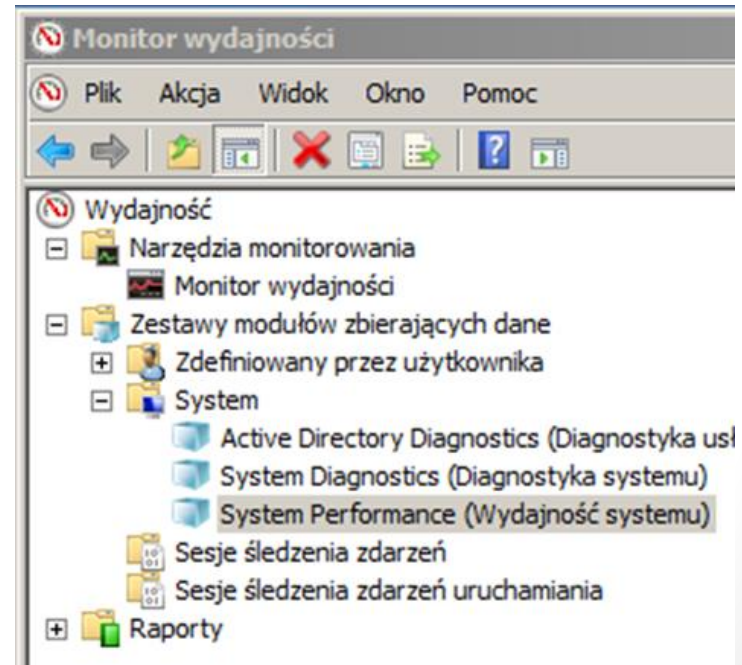 Monitor wydajności
Plik Akcja Widok Okno Pomoc
Wydajność
Narzędzia monitorowania
Monitor wydajności
Zestawy modułów zbierających dane
Zdefiniowany przez użytkownika
System
Active Directory Diagnostics (Diagnostyka usł
System Diagnostics (Diagnostyka systemu)
System Performance (Wydajność systemu)
Sesje śledzenia zdarzeń
Sesje śledzenia zdarzeń uruchamiania
Raporty